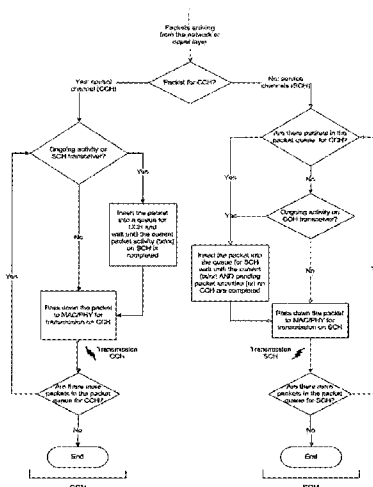 Packets arriving
from the network or
upper layer
Packet for CCH?
Yes: control
channel (CCH)
No: service
channels (SCH)
Ongoing activity on
SCH transceiver?
Are there packets in the
packet queue for CCH?
Yes
No
Yes
No
Insert the packet
into a queue for
CCH and
wait until the current
packet activity (tx/rx)
on SCH is
completed
Yes
Ongoing activity on
CCH transceiver?
Yes
No
Insert the packet into
the queue for SCH
wait until the current
(tx/rx) AND pending
packet activities (tx) on
CCH are completed
Pass down the packet
to MAC/PHY for
transmission on CCH
Pass down the packet
to MAC/PHY for
transmission on SCH
Transmission
CCH
Transmission
SCH
Are there more
packets in the packet
queue for CCH?
Are there more
packets in the packet
queue for SCH?
No
No
End
End